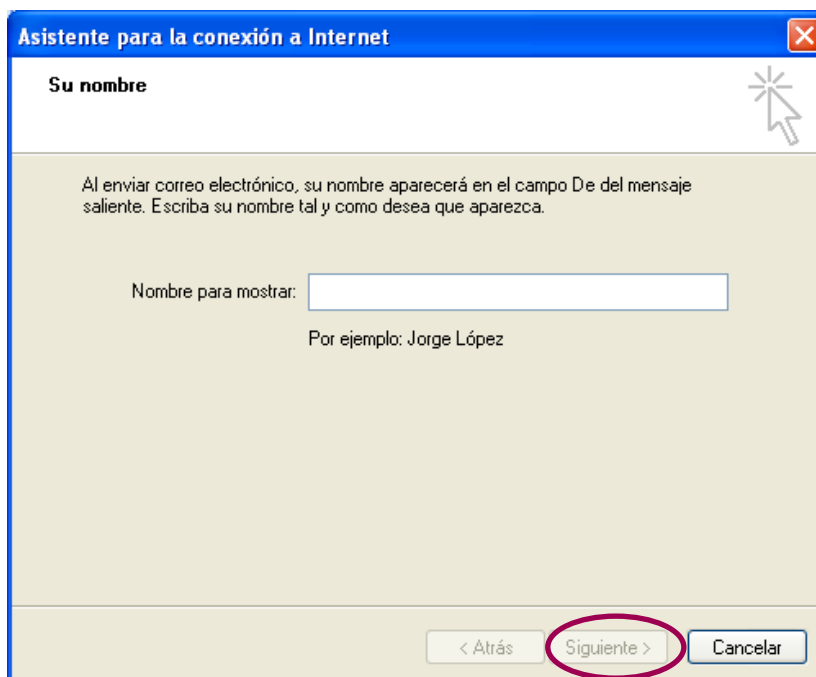 Asistente para la conexión a Internet
Su nombre
Al enviar correo electrónico, su nombre aparecerá en el campo De del mensaje
saliente. Escriba su nombre tal y como desea que aparezca.
Nombre para mostrar:
Por ejemplo: Jorge López
< Atrás Siguiente > Cancelar